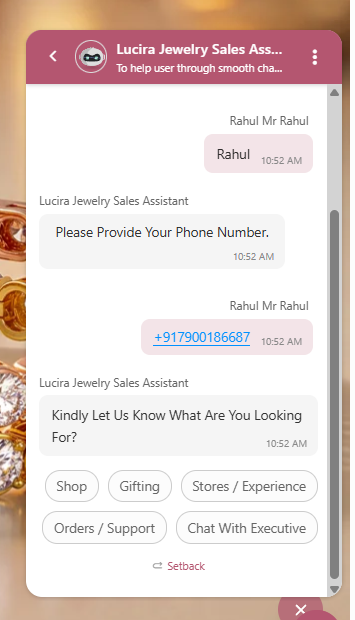 Lucira Jewelry Sales Ass...
To help user through smooth cha...
Rahul Mr Rahul
Rahul 10:52 AM
Lucira Jewelry Sales Assistant
Please Provide Your Phone Number.
10:52 AM
Rahul Mr Rahul
+917900186687 10:52 AM
Lucira Jewelry Sales Assistant
Kindly Let Us Know What Are You Looking
For?
10:52 AM
Shop Gifting Stores / Experience
Orders / Support Chat With Executive
Setback